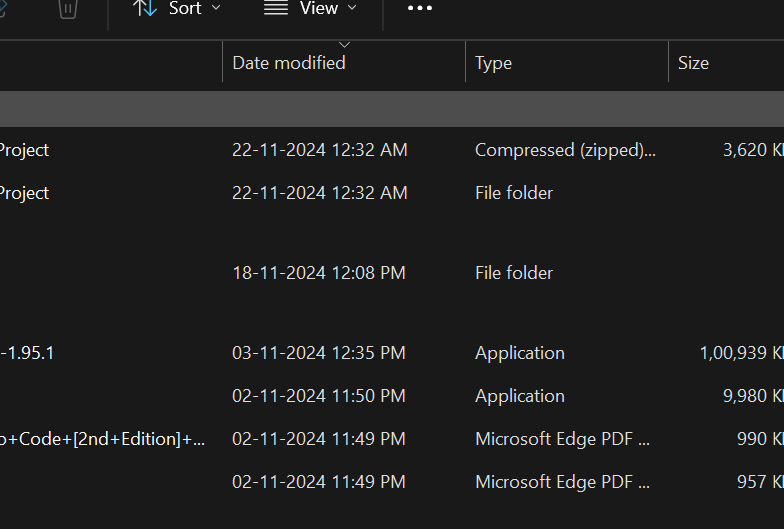 Sort View
Date modified Type Size
Project 22-11-2024 12:32 AM Compressed (zipped)... 3,620
Project 22-11-2024 12:32 AM File folder
18-11-2024 12:08 PM File folder
-1.95.1 03-11-2024 12:35 PM Application 1,00,939
02-11-2024 11:50 PM Application 9,980
+Code+[2nd+Edition]+... 02-11-2024 11:49 PM Microsoft Edge PDF ... 990
02-11-2024 11:49 PM Microsoft Edge PDF ... 957